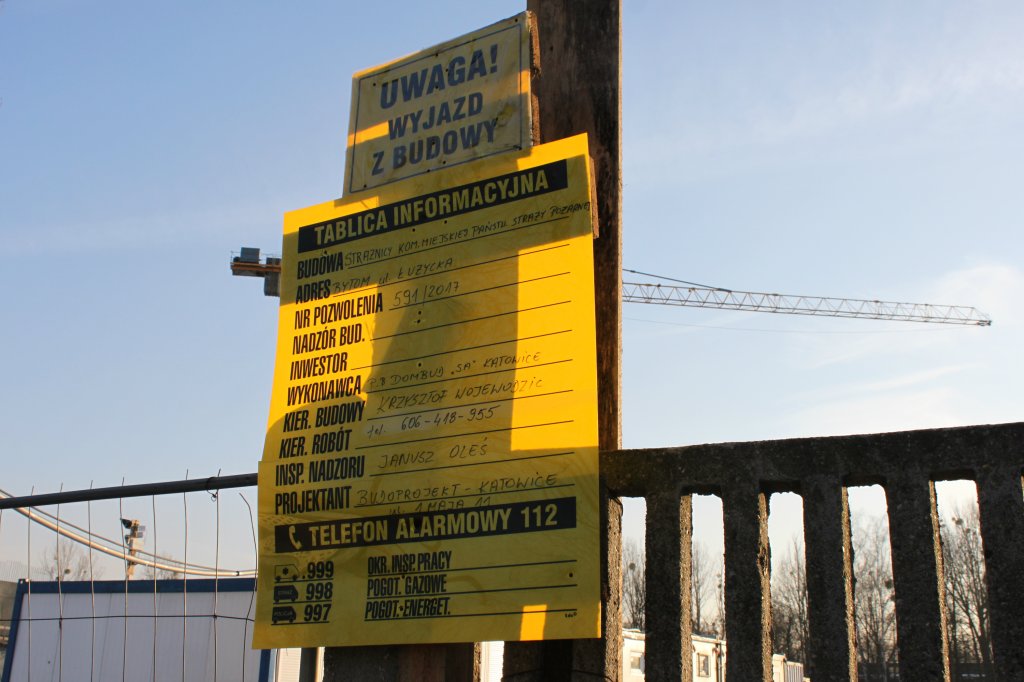 UWAGA!
WYJAZD
Z BUDOWY
TABLICA INFORMACYJNA
BUDOWA STRAŻNICY KOM. MIEJSKIEJ PAŃSTW. STRAŻY POŻARNEJ
ADRES BYTOM ul. ŁUŻYCKA
NR POZWOLENIA 591/2017
NADZÓR BUD.
INWESTOR
WYKONAWCA P.B DOMBUD „SA" KATOWICE
KIER. BUDOWY KRZYSZTOF WOJEWODZIC
KIER. ROBÓT tel. 606-418-955
INSP. NADZORU JANUSZ OLEŚ
PROJEKTANT BUDOPROJEKT - KATOWICE
ul. 1 MAJA 11
TELEFON ALARMOWY 112
999 OKR. INSP. PRACY
998 POGOT. GAZOWE
997 POGOT. ENERGET.